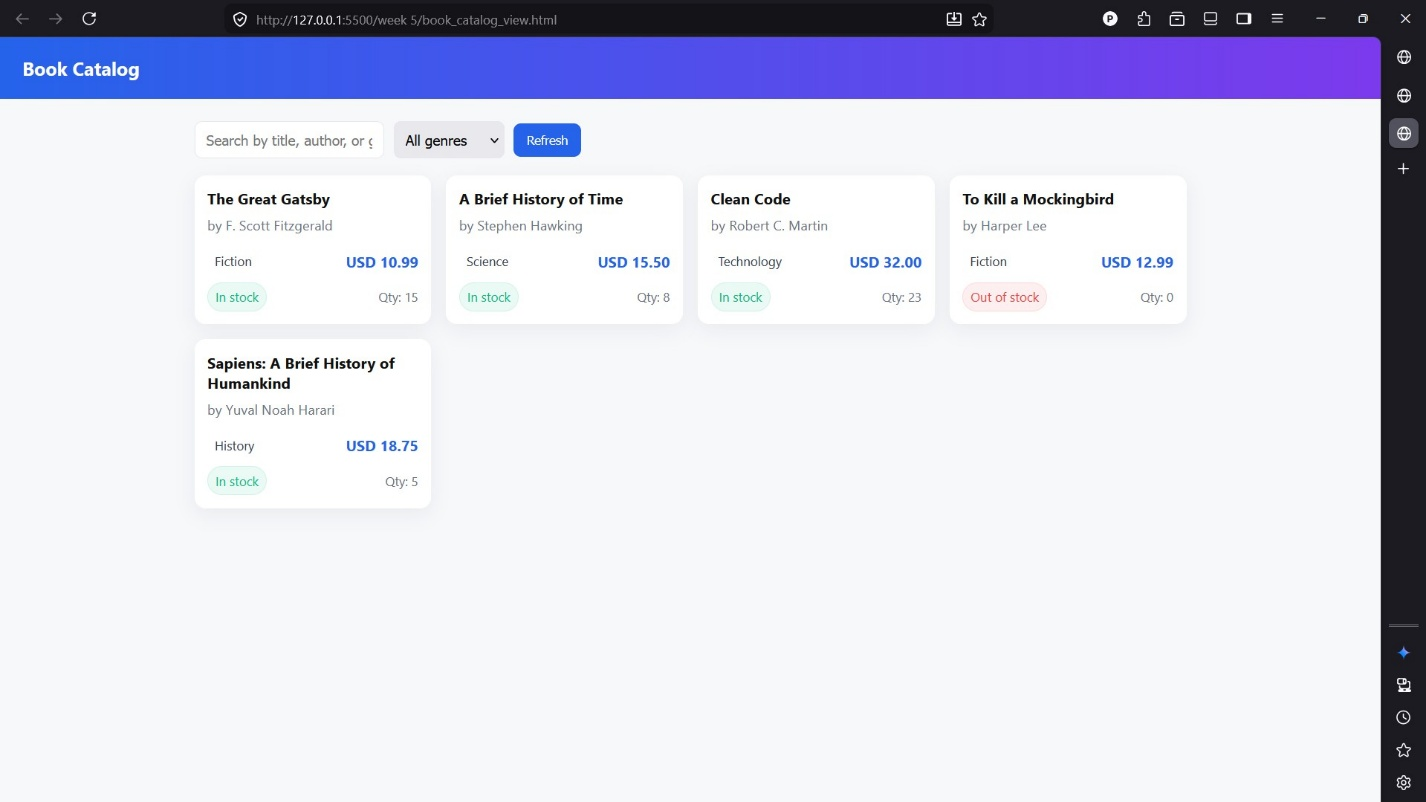 http://127.0.0.1:5500/week 5/book_catalog_view.html
P
Book Catalog
Search by title, author, or g
All genres
Refresh
The Great Gatsby
by F. Scott Fitzgerald
Fiction USD 10.99
In stock Qty: 15
A Brief History of Time
by Stephen Hawking
Science USD 15.50
In stock Qty: 8
Clean Code
by Robert C. Martin
Technology USD 32.00
In stock Qty: 23
To Kill a Mockingbird
by Harper Lee
Fiction USD 12.99
Out of stock Qty: 0
Sapiens: A Brief History of
Humankind
by Yuval Noah Harari
History USD 18.75
In stock Qty: 5